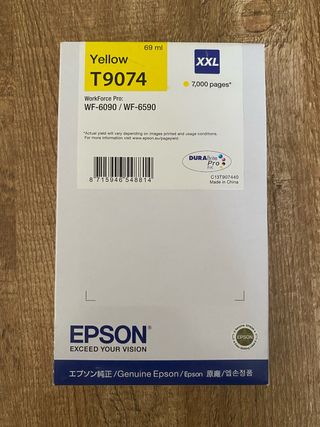 69 ml
Yellow
T9074
XXL
7,000 pages*
WorkForce Pro:
WF-6090 / WF-6590
*Actual yield will vary depending on images printed and usage conditions.
For more information visit www.epson.eu/pageyield.
DURABrite
Pro
Ink
8 715946 548814
C13T907440
Made in China
EPSON®
EXCEED YOUR VISION
EPSON
エプソン純正/Genuine Epson/Epson 原廠/엡손정품